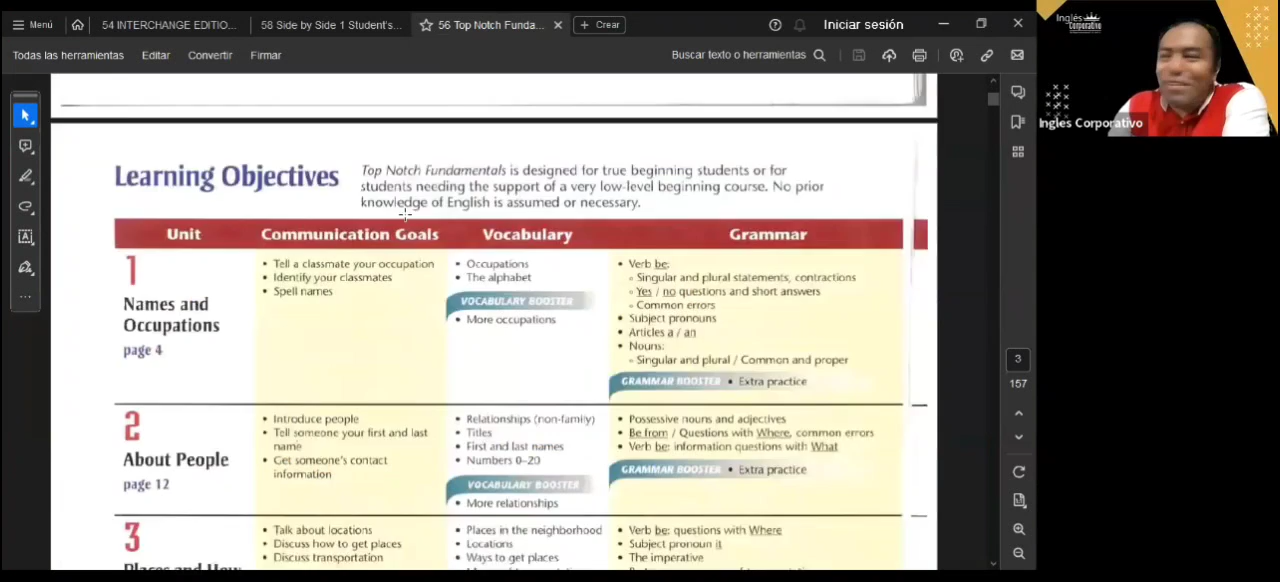 Menú
54 INTERCHANGE EDITIO...
58 Side by Side 1 Student's...
56 Top Notch Funda...
Crear
Iniciar sesión
Todas las herramientas
Editar
Convertir
Firmar
Buscar texto o herramientas
Inglés
Corporativo
Ingles Corporativo
Learning Objectives
Top Notch Fundamentals is designed for true beginning students or for
students needing the support of a very low-level beginning course. No prior
knowledge of English is assumed or necessary.
Unit
Communication Goals
Vocabulary
Grammar
1
Names and
Occupations
page 4
• Tell a classmate your occupation
• Identify your classmates
• Spell names
• Occupations
• The alphabet
VOCABULARY BOOSTER
• More occupations
• Verb be:
Singular and plural statements, contractions
Yes / no questions and short answers
Common errors
• Subject pronouns
• Articles a / an
• Nouns:
Singular and plural / Common and proper
GRAMMAR BOOSTER • Extra practice
2
About People
page 12
• Introduce people
• Tell someone your first and last
name
• Get someone's contact
information
• Relationships (non-family)
• Titles
• First and last names
• Numbers 0–20
VOCABULARY BOOSTER
• More relationships
• Possessive nouns and adjectives
• Be from / Questions with Where, common errors
• Verb be: information questions with What
GRAMMAR BOOSTER • Extra practice
3
Places and How
• Talk about locations
• Discuss how to get places
• Discuss transportation
• Places in the neighborhood
• Locations
• Ways to get places
• Verb be: questions with Where
• Subject pronoun it
• The imperative
3
157